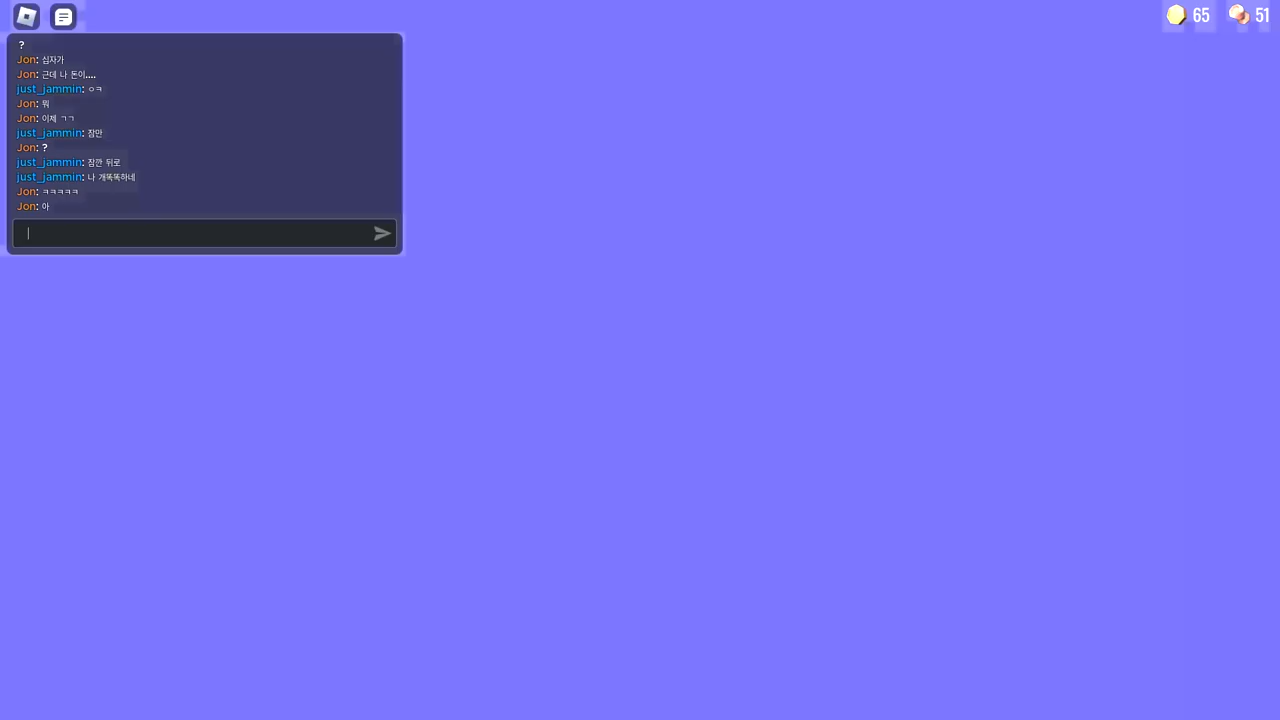 65
51
?
Jon: 십자가
Jon: 근데 나 돈이....
just_jammin: ㅇㅋ
Jon: 뭐
Jon: 이제 ㄱㄱ
just_jammin: 잠만
Jon: ?
just_jammin: 잠깐 뒤로
just_jammin: 나 개똑똑하네
Jon: ㅋㅋㅋㅋㅋ
Jon: 아